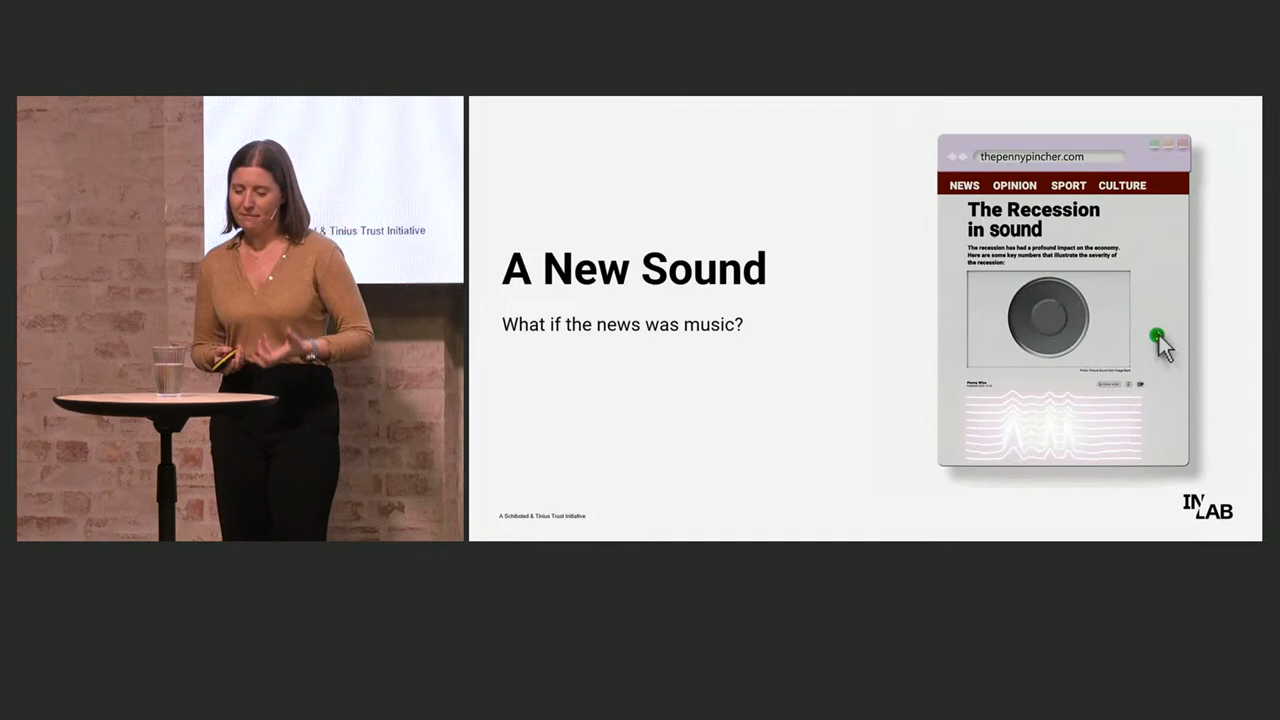 & Tinius Trust Initiative
A New Sound
What if the news was music?
A Schibsted & Tinius Trust Initiative
thepennypincher.com
NEWS OPINION SPORT CULTURE
The Recession
in sound
The recession has had a profound impact on the economy.
Here are some key numbers that illustrate the severity of
the recession:
Penny Wise
IN
LAB